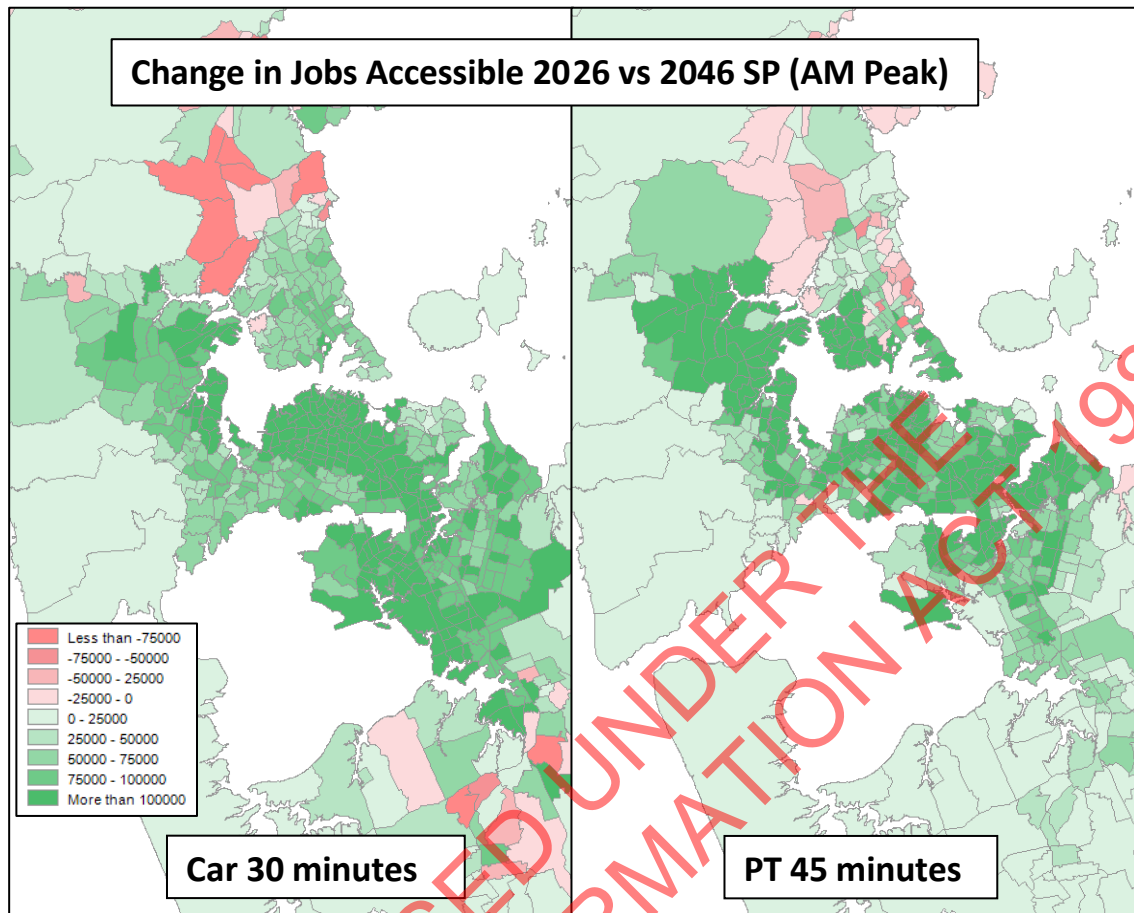 Change in Jobs Accessible 2026 vs 2046 SP (AM Peak)
Less than -75000
-75000 - -50000
-50000 - 25000
-25000 - 0
0 - 25000
25000 - 50000
50000 - 75000
75000 - 100000
More than 100000
Car 30 minutes
PT 45 minutes
UNDER THE
ACT